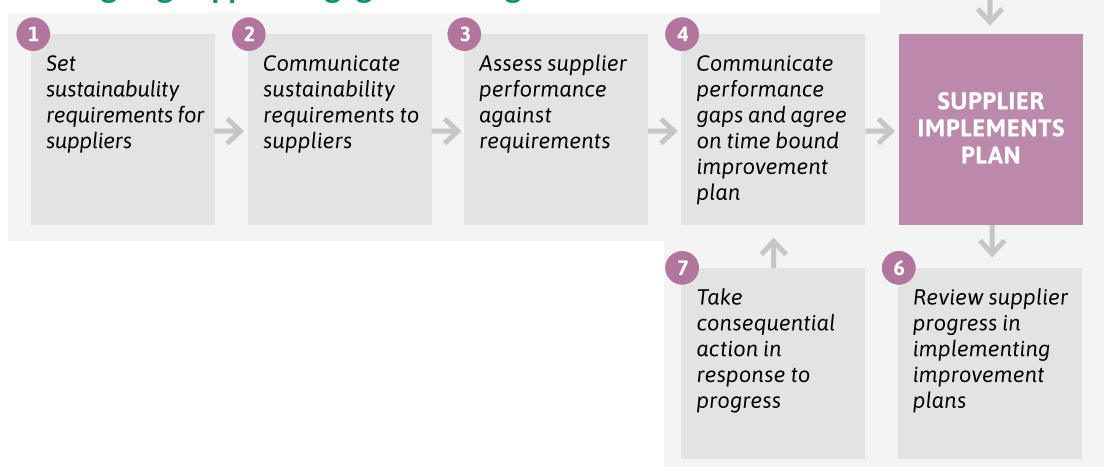 1
Set
sustainabulity
requirements for
suppliers
2
Communicate
sustainability
requirements to
suppliers
3
Assess supplier
performance
against
requirements
4
Communicate
performance
gaps and agree
on time bound
improvement
plan
SUPPLIER
IMPLEMENTS
PLAN
7
Take
consequential
action in
response to
progress
6
Review supplier
progress in
implementing
improvement
plans